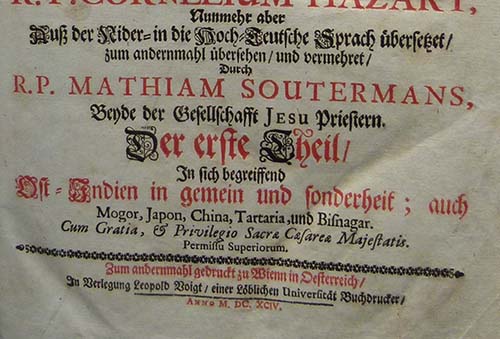 R. P. CORNELIUM HAZART,
Nunmehr aber
Auß der Nider- in die Hoch-Teutsche Sprach übersetzet/
zum andernmahl übersehen/ und vermehret/
Durch
R.P. MATHIAM SOUTERMANS,
Beyde der Gesellschafft JESU Priestern.
Der erste Theil/
In sich begreiffend
Ost-Indien in gemein und sonderheit; auch
Mogor, Japon, China, Tartaria, und Bisnagar.
Cum Gratia, & Privilegio Sacræ Cæsareæ Majestatis.
Permissu Superiorum.
Zum andernmahl gedruckt zu Wienn in Oesterreich/
In Verlegung Leopold Voigt/ einer Löblichen Universität Buchdrucker/
ANNO M. DC. XCIV.